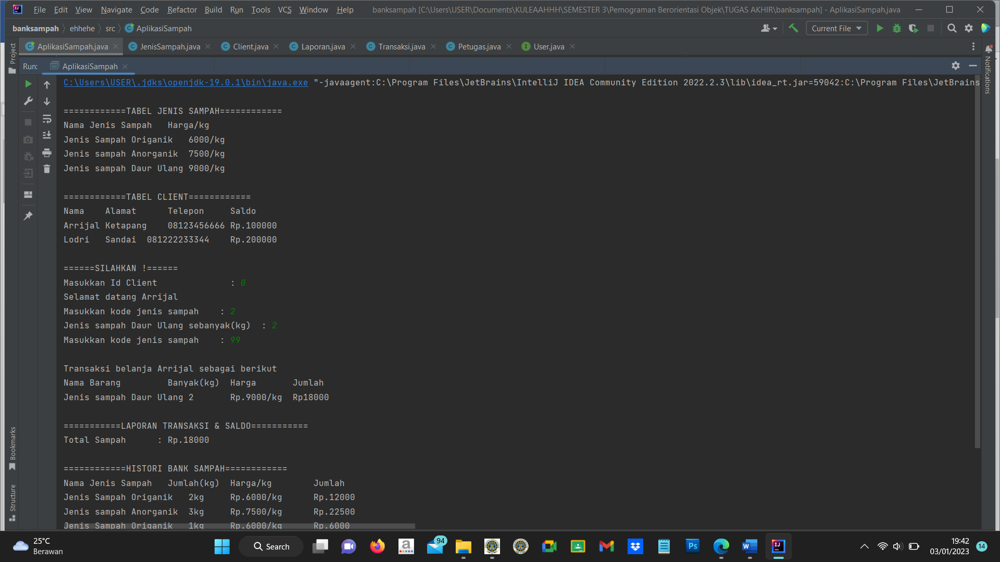 File Edit View Navigate Code Refactor Build Run Tools VCS Window Help banksampah [C:\Users\USER\Documents\KULEAAHHH\SEMESTER 3\Pemograman Berorientasi Objek\TUGAS AKHIR\banksampah] - AplikasiSampah.java
banksampah ehhehe src AplikasiSampah Current File
AplikasiSampah.java JenisSampah.java Client.java Laporan.java Transaksi.java Petugas.java User.java
Project
Notifications
Run: AplikasiSampah
C:\Users\USER\.jdks\openjdk-19.0.1\bin\java.exe "-javaagent:C:\Program Files\JetBrains\IntelliJ IDEA Community Edition 2022.2.3\lib\idea_rt.jar=59042:C:\Program Files\JetBrains
============TABEL JENIS SAMPAH============
Nama Jenis Sampah Harga/kg
Jenis Sampah Origanik 6000/kg
Jenis sampah Anorganik 7500/kg
Jenis sampah Daur Ulang 9000/kg
============TABEL CLIENT============
Nama Alamat Telepon Saldo
Arrijal Ketapang 08123456666 Rp.100000
Lodri Sandai 081222233344 Rp.200000
======SILAHKAN !======
Masukkan Id Client : 0
Selamat datang Arrijal
Masukkan kode jenis sampah : 2
Jenis sampah Daur Ulang sebanyak(kg) : 2
Masukkan kode jenis sampah : 99
Transaksi belanja Arrijal sebagai berikut
Nama Barang Banyak(kg) Harga Jumlah
Jenis sampah Daur Ulang 2 Rp.9000/kg Rp18000
===========LAPORAN TRANSAKSI & SALDO===========
Total Sampah : Rp.18000
============HISTORI BANK SAMPAH============
Nama Jenis Sampah Jumlah(kg) Harga/kg Jumlah
Jenis Sampah Origanik 2kg Rp.6000/kg Rp.12000
Jenis sampah Anorganik 3kg Rp.7500/kg Rp.22500
Jenis Sampah Origanik 1kg Rp.6000/kg Rp.6000
Bookmarks
Structure
25°C
Berawan
Search
94
Ps
19:42
03/01/2023
14